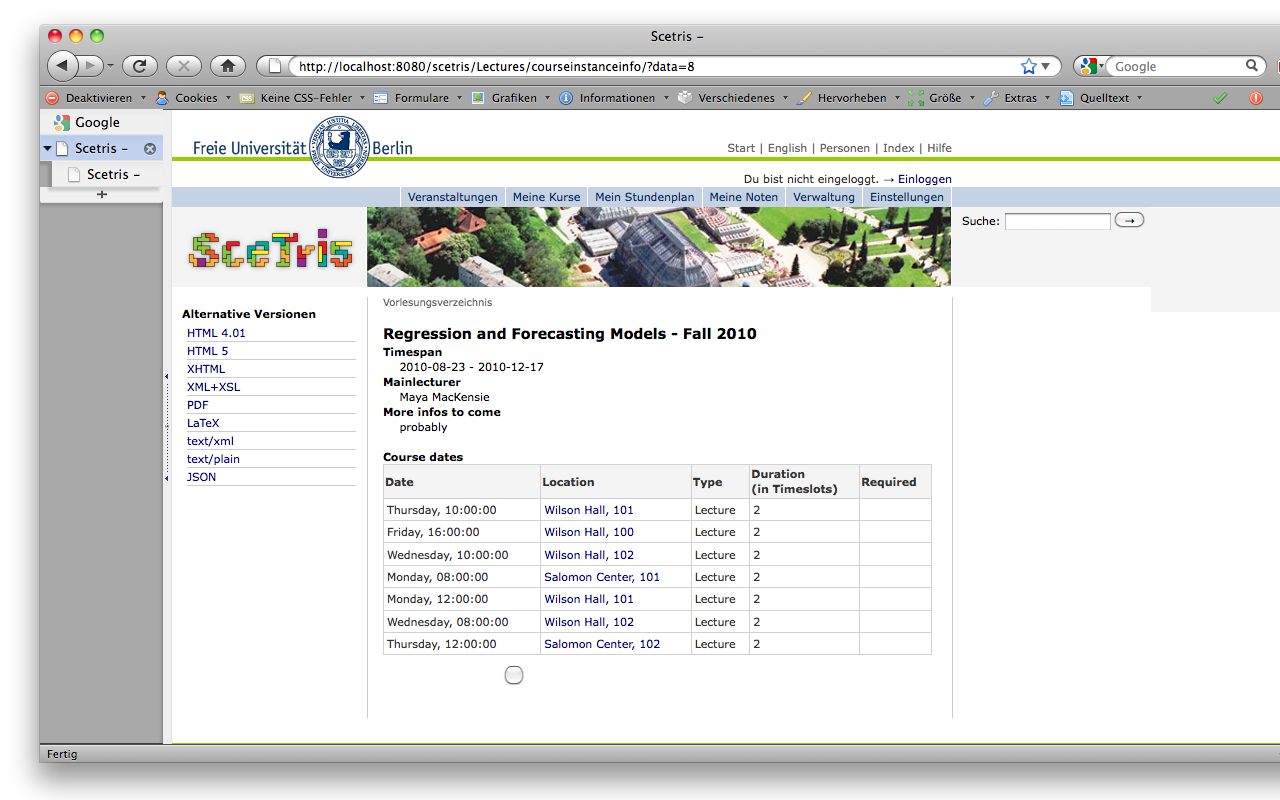 Scetris –
http://localhost:8080/scetris/Lectures/courseinstanceinfo/?data=8
Google
Deaktivieren Cookies Keine CSS-Fehler Formulare Grafiken Informationen Verschiedenes Hervorheben Größe Extras Quelltext
Google
Scetris –
Scetris –
Freie Universität Berlin
Start | English | Personen | Index | Hilfe
Du bist nicht eingeloggt. → Einloggen
Veranstaltungen Meine Kurse Mein Stundenplan Meine Noten Verwaltung Einstellungen
Suche: →
SceTris
Alternative Versionen
HTML 4.01
HTML 5
XHTML
XML+XSL
PDF
LaTeX
text/xml
text/plain
JSON
Vorlesungsverzeichnis
Regression and Forecasting Models - Fall 2010
Timespan
2010-08-23 - 2010-12-17
Mainlecturer
Maya MacKensie
More infos to come
probably
Course dates
Date Location Type Duration (in Timeslots) Required
Thursday, 10:00:00 Wilson Hall, 101 Lecture 2
Friday, 16:00:00 Wilson Hall, 100 Lecture 2
Wednesday, 10:00:00 Wilson Hall, 102 Lecture 2
Monday, 08:00:00 Salomon Center, 101 Lecture 2
Monday, 12:00:00 Wilson Hall, 101 Lecture 2
Wednesday, 08:00:00 Wilson Hall, 102 Lecture 2
Thursday, 12:00:00 Salomon Center, 102 Lecture 2
Fertig